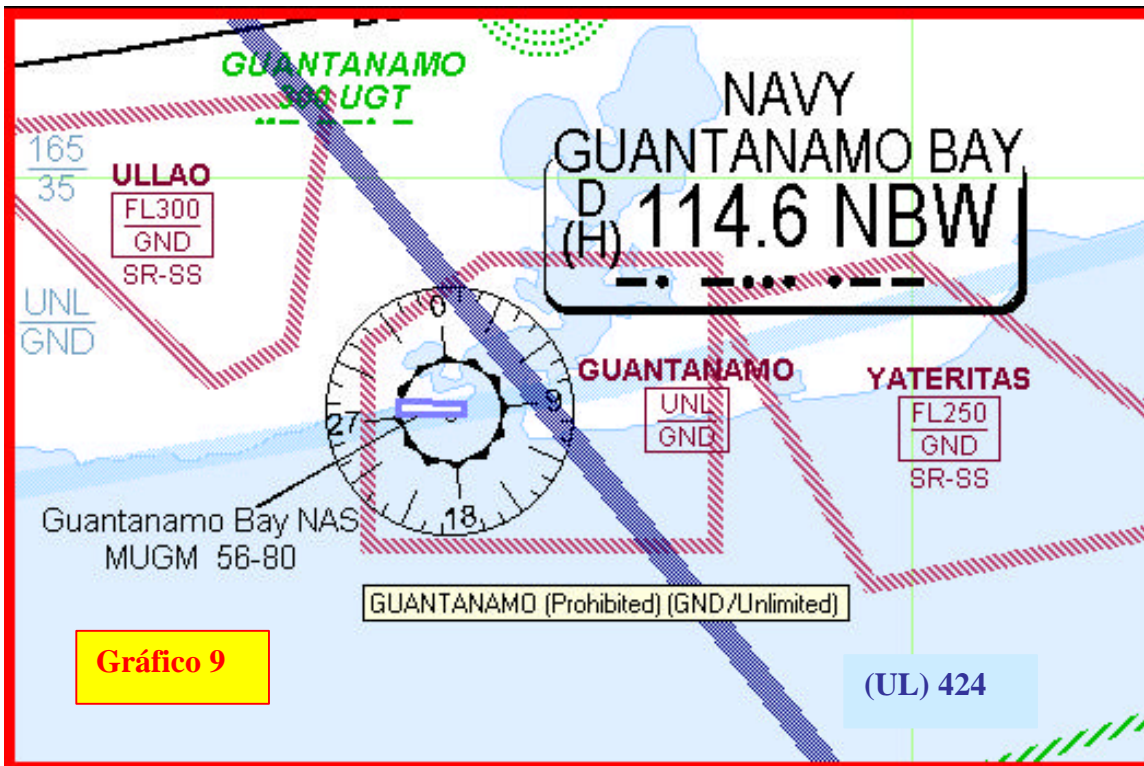 GUANTANAMO
300 UGT
165
35
ULLAO
FL300
GND
SR-SS
UNL
GND
NAVY
GUANTANAMO BAY
D
(H) 114.6 NBW
0
9
18
27
GUANTANAMO
UNL
GND
YATERITAS
FL250
GND
SR-SS
Guantanamo Bay NAS
MUGM 56-80
GUANTANAMO (Prohibited) (GND/Unlimited)
Gráfico 9
(UL) 424